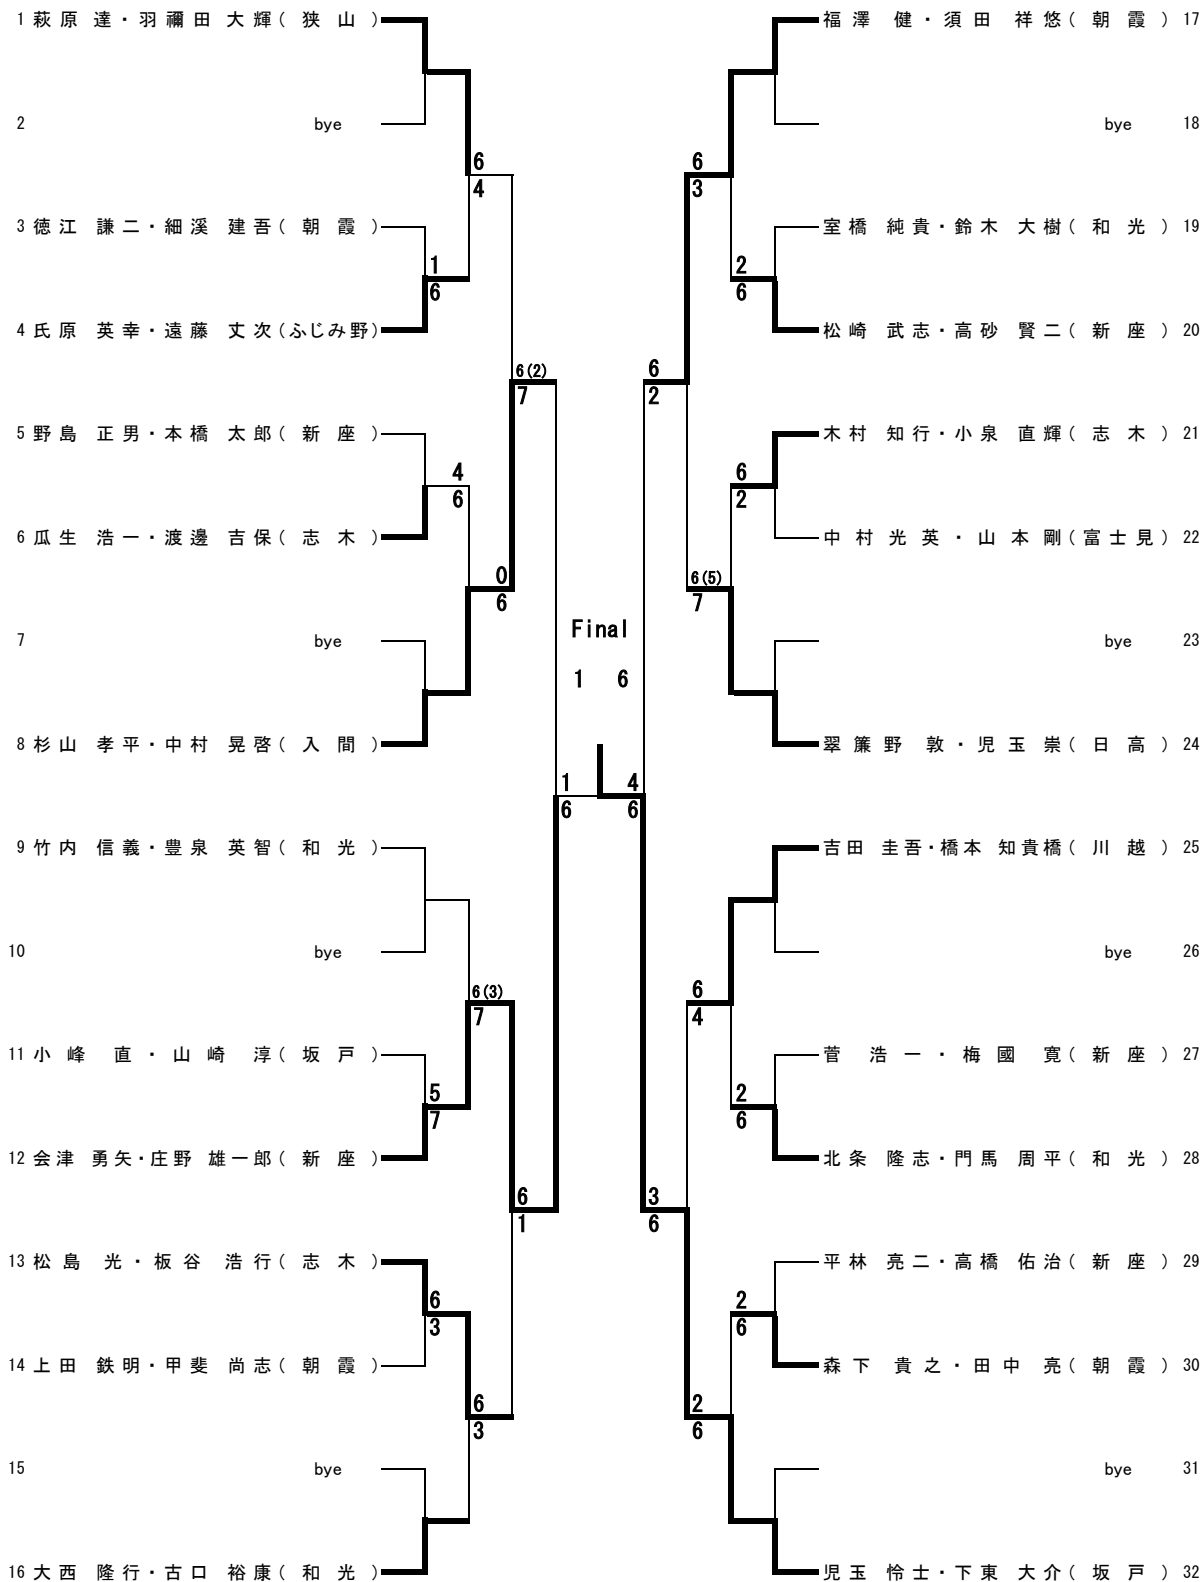 1 萩原 達・羽禰田 大輝(狭山)
2 bye
6
4
3 徳江 謙二・細溪 建吾(朝霞)
1
6
4 氏原 英幸・遠藤 丈次(ふじみ野)
6(2)
7
5 野島 正男・本橋 太郎(新座)
4
6
6 瓜生 浩一・渡邊 吉保(志木)
0
6
7 bye
8 杉山 孝平・中村 晃啓(入間)
1
6
9 竹内 信義・豊泉 英智(和光)
10 bye
6(3)
7
11 小峰 直・山崎 淳(坂戸)
5
7
12 会津 勇矢・庄野 雄一郎(新座)
6
1
13 松島 光・板谷 浩行(志木)
6
3
14 上田 鉄明・甲斐 尚志(朝霞)
6
3
15 bye
16 大西 隆行・古口 裕康(和光)
Final
1 6
福澤 健・須田 祥悠(朝霞) 17
bye 18
6
3
室橋 純貴・鈴木 大樹(和光) 19
2
6
松崎 武志・高砂 賢二(新座) 20
6
2
木村 知行・小泉 直輝(志木) 21
6
2
中村光英・山本剛(富士見) 22
6(5)
7
bye 23
翠簾野 敦・児玉崇(日高) 24
4
6
吉田 圭吾・橋本 知貴橋(川越) 25
bye 26
6
4
菅 浩一・梅國 寛(新座) 27
2
6
北条 隆志・門馬 周平(和光) 28
3
6
平林 亮二・高橋 佑治(新座) 29
2
6
森下 貴之・田中 亮(朝霞) 30
2
6
bye 31
児玉 怜士・下東 大介(坂戸) 32